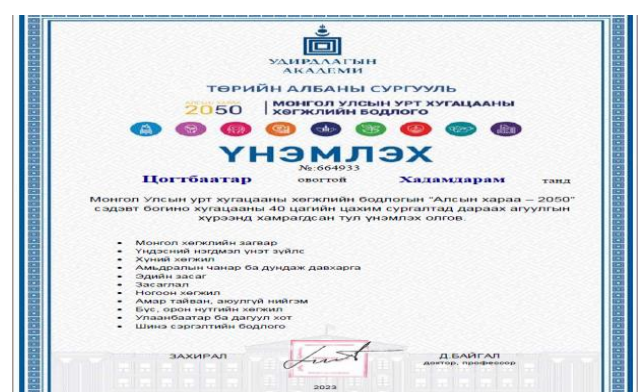 УДИРДЛАГЫН
АКАДЕМИ
ТӨРИЙН АЛБАНЫ СУРГУУЛЬ
АЛСЫН ХАРАА
2050
МОНГОЛ УЛСЫН УРТ ХУГАЦААНЫ
ХӨГЖЛИЙН БОДЛОГО
ҮНЭМЛЭХ
№:664933
Цогтбаатар овогтой Хадамдарам танд
Монгол Улсын урт хугацааны хөгжлийн бодлогын “Алсын хараа – 2050”
сэдэвт богино хугацааны 40 цагийн цахим сургалтад дараах агуулгын
хүрээнд хамрагдсан тул үнэмлэх олгов.
• Монгол хөгжлийн загвар
• Үндэсний нэгдмэл үнэт зүйлс
• Хүний хөгжил
• Амьдралын чанар ба дундаж давхарга
• Эдийн засаг
• Засаглал
• Ногоон хөгжил
• Амар тайван, аюулгүй нийгэм
• Бүс, орон нутгийн хөгжил
• Улаанбаатар ба дагуул хот
• Шинэ сэргэлтийн бодлого
ЗАХИРАЛ Д.БАЙГАЛ
доктор, профессор
2023